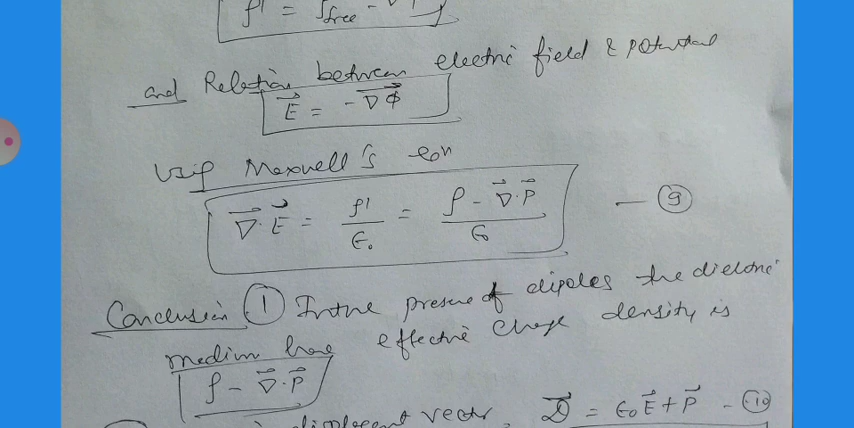 ρ' = ρfree - ∇
and Relation between electric field & potential
E⃗ = -∇⃗Φ⃗
Using Maxwell's eqn
∇⃗.E⃗ = ρ'/ϵ₀ = (ρ - ∇⃗.P⃗)/ϵ₀ — ⑨
Conclusion ① In the presence of dipoles the dielectric
medium have effective charge density is
ρ - ∇⃗.P⃗
displacement vector, D⃗ = ϵ₀E⃗ + P⃗ - ⑩